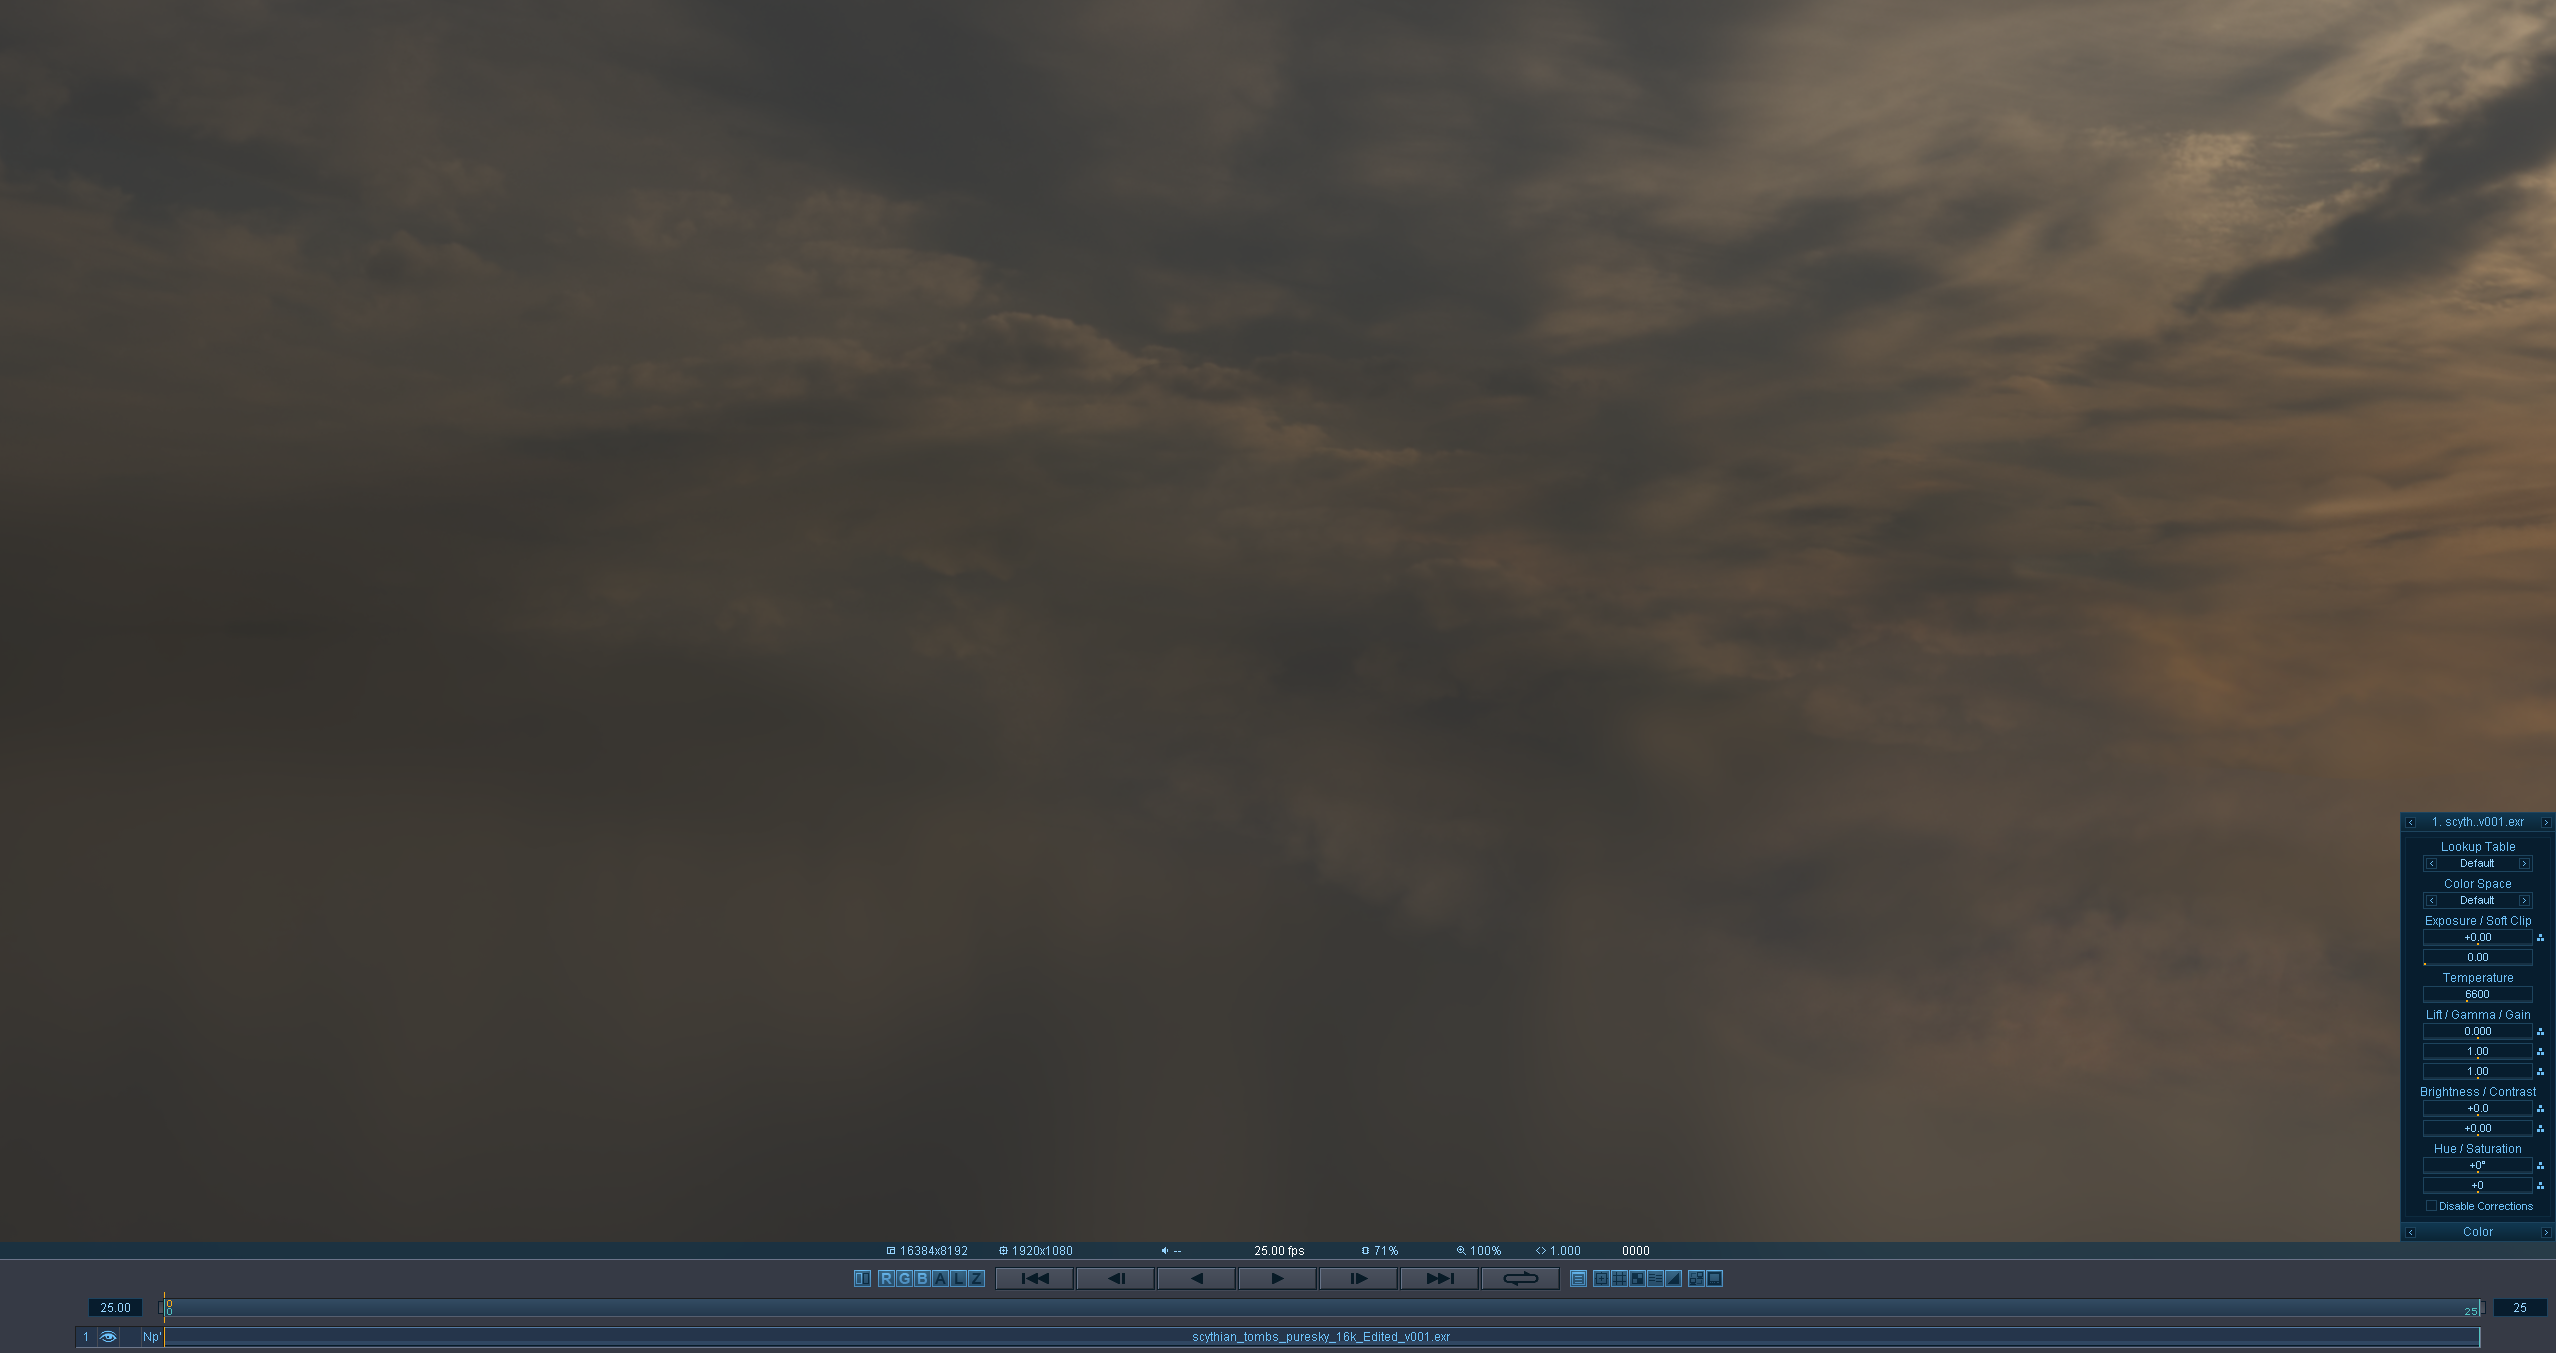 1. scyth..v001.exr
Lookup Table
Default
Color Space
Default
Exposure / Soft Clip
+0.00
0.00
Temperature
6600
Lift / Gamma / Gain
0.000
1.00
1.00
Brightness / Contrast
+0.0
+0.00
Hue / Saturation
+0°
+0
Disable Corrections
Color
16384x8192 1920x1080 -- 25.00 fps 71% 100% <> 1.000 0000
R G B A L Z
25.00 0 0 25 25
1 Np' scythian_tombs_puresky_16k_Edited_v001.exr